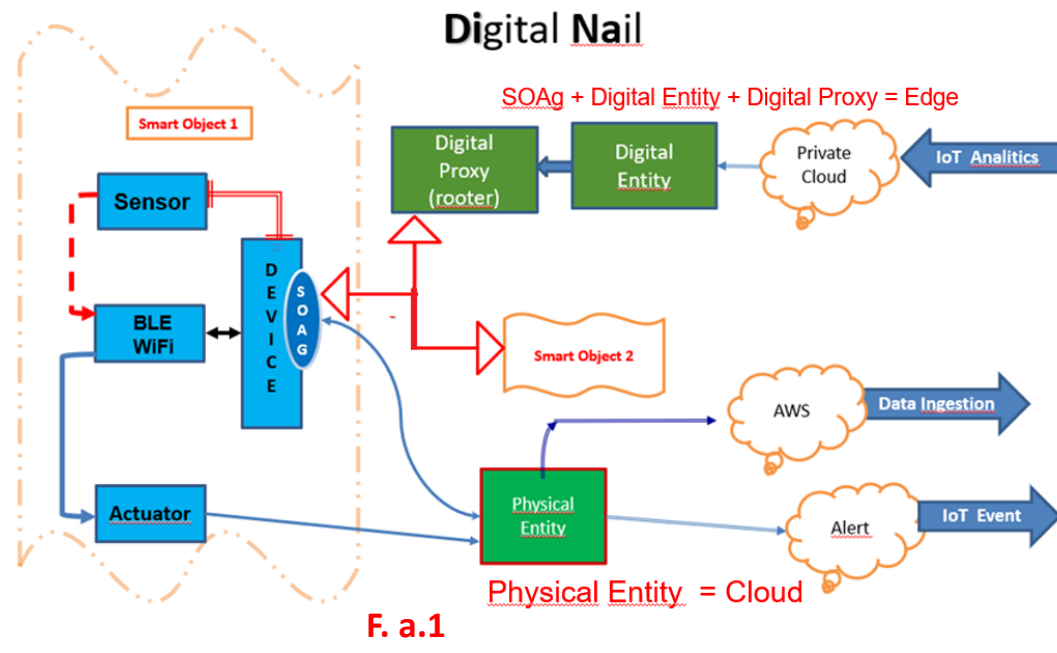 Digital Nail
SOAg + Digital Entity + Digital Proxy = Edge
Smart Object 1
Digital
Proxy
(rooter)
Digital
Entity
Private
Cloud
IoT Analitics
Sensor
DEVICE
SOAG
BLE
WiFi
Smart Object 2
AWS
Data Ingestion
Actuator
Physical
Entity
Alert
IoT Event
Physical Entity = Cloud
F. a.1